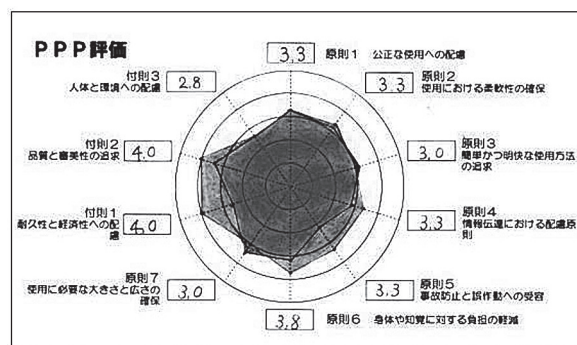 PPP評価
3.3 原則1 公正な使用への配慮
3.3 原則2
使用における柔軟性の確保
3.0 原則3
簡単かつ明快な使用方法
の追求
3.3 原則4
情報伝達における配慮原
則
3.3 原則5
事故防止と誤作動への受容
3.8 原則6 身体や知覚に対する負担の軽減
原則7
使用に必要な大きさと広さの
確保 3.0
付則1
耐久性と経済性への配
慮 4.0
付則2
品質と審美性の追求 4.0
付則3
人体と環境への配慮 2.8